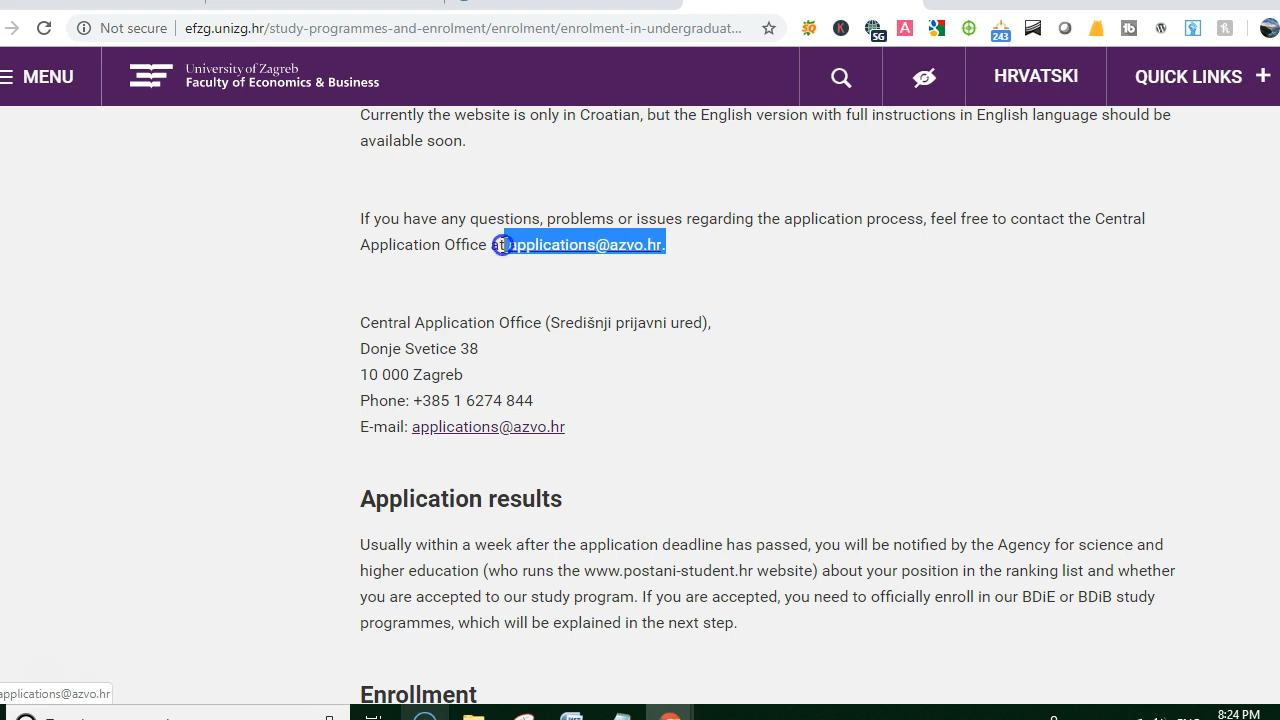 Not secure
efzg.unizg.hr/study-programmes-and-enrolment/enrolment/enrolment-in-undergraduat...
SG
A
243
tb
MENU
University of Zagreb
Faculty of Economics & Business
HRVATSKI
QUICK LINKS +
Currently the website is only in Croatian, but the English version with full instructions in English language should be
available soon.
If you have any questions, problems or issues regarding the application process, feel free to contact the Central
Application Office at applications@azvo.hr.
Central Application Office (Središnji prijavni ured),
Donje Svetice 38
10 000 Zagreb
Phone: +385 1 6274 844
E-mail: applications@azvo.hr
Application results
Usually within a week after the application deadline has passed, you will be notified by the Agency for science and
higher education (who runs the www.postani-student.hr website) about your position in the ranking list and whether
you are accepted to our study program. If you are accepted, you need to officially enroll in our BDiE or BDiB study
programmes, which will be explained in the next step.
Enrollment
applications@azvo.hr
8:24 PM